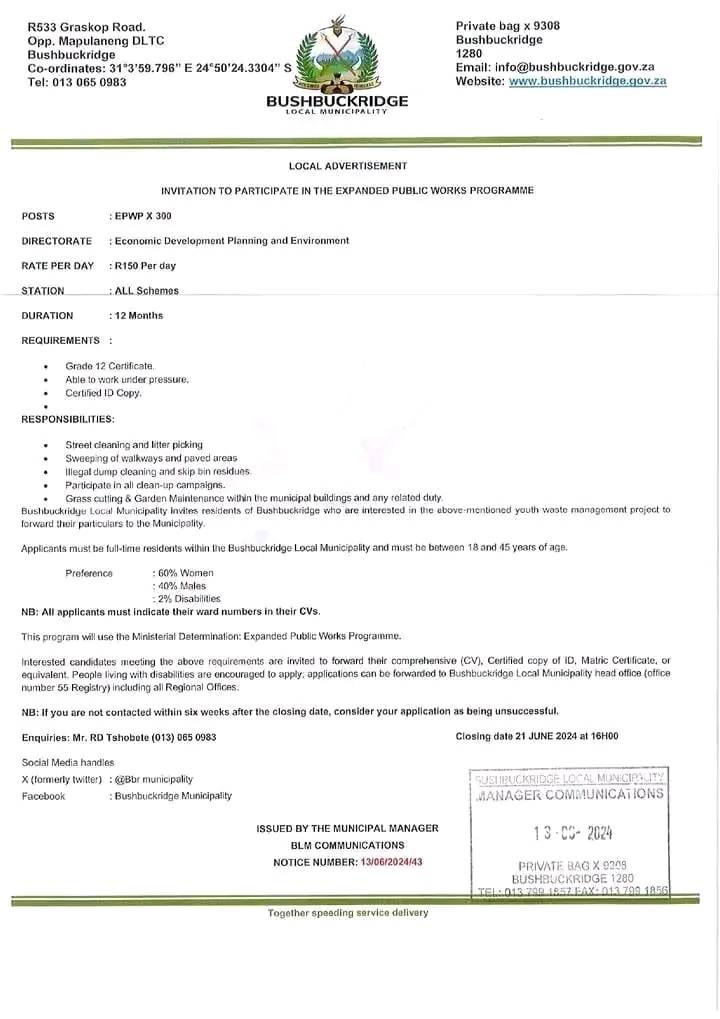 R533 Graskop Road.
Opp. Mapulaneng DLTC
Bushbuckridge
Co-ordinates: 31°3’59.796” E 24°50’24.3304” S
Tel: 013 065 0983
BUSHBUCKRIDGE
LOCAL MUNICIPALITY
Private bag x 9308
Bushbuckridge
1280
Email: info@bushbuckridge.gov.za
Website: www.bushbuckridge.gov.za
LOCAL ADVERTISEMENT
INVITATION TO PARTICIPATE IN THE EXPANDED PUBLIC WORKS PROGRAMME
POSTS : EPWP X 300
DIRECTORATE : Economic Development Planning and Environment
RATE PER DAY : R150 Per day
STATION : ALL Schemes
DURATION : 12 Months
REQUIREMENTS :
• Grade 12 Certificate.
• Able to work under pressure.
• Certified ID Copy.
•
RESPONSIBILITIES:
• Street cleaning and litter picking
• Sweeping of walkways and paved areas
• Illegal dump cleaning and skip bin residues.
• Participate in all clean-up campaigns.
• Grass cutting & Garden Maintenance within the municipal buildings and any related duty.
Bushbuckridge Local Municipality invites residents of Bushbuckridge who are interested in the above-mentioned youth waste management project to
forward their particulars to the Municipality.
Applicants must be full-time residents within the Bushbuckridge Local Municipality and must be between 18 and 45 years of age.
Preference : 60% Women
: 40% Males
: 2% Disabilities
NB: All applicants must indicate their ward numbers in their CVs.
This program will use the Ministerial Determination: Expanded Public Works Programme.
Interested candidates meeting the above requirements are invited to forward their comprehensive (CV), Certified copy of ID, Matric Certificate, or
equivalent. People living with disabilities are encouraged to apply; applications can be forwarded to Bushbuckridge Local Municipality head office (office
number 55 Registry) including all Regional Offices.
NB: If you are not contacted within six weeks after the closing date, consider your application as being unsuccessful.
Enquiries: Mr. RD Tshobete (013) 065 0983
Closing date 21 JUNE 2024 at 16H00
Social Media handles
X (formerly twitter) : @Bbr municipality
Facebook : Bushbuckridge Municipality
ISSUED BY THE MUNICIPAL MANAGER
BLM COMMUNICATIONS
NOTICE NUMBER: 13/06/2024/43
BUSHBUCKRIDGE LOCAL MUNICIPALITY
MANAGER COMMUNICATIONS
13 -06- 2024
PRIVATE BAG X 9308
BUSHBUCKRIDGE 1280
TEL: 013 799 1857 FAX: 013 799 1856
Together speeding service delivery